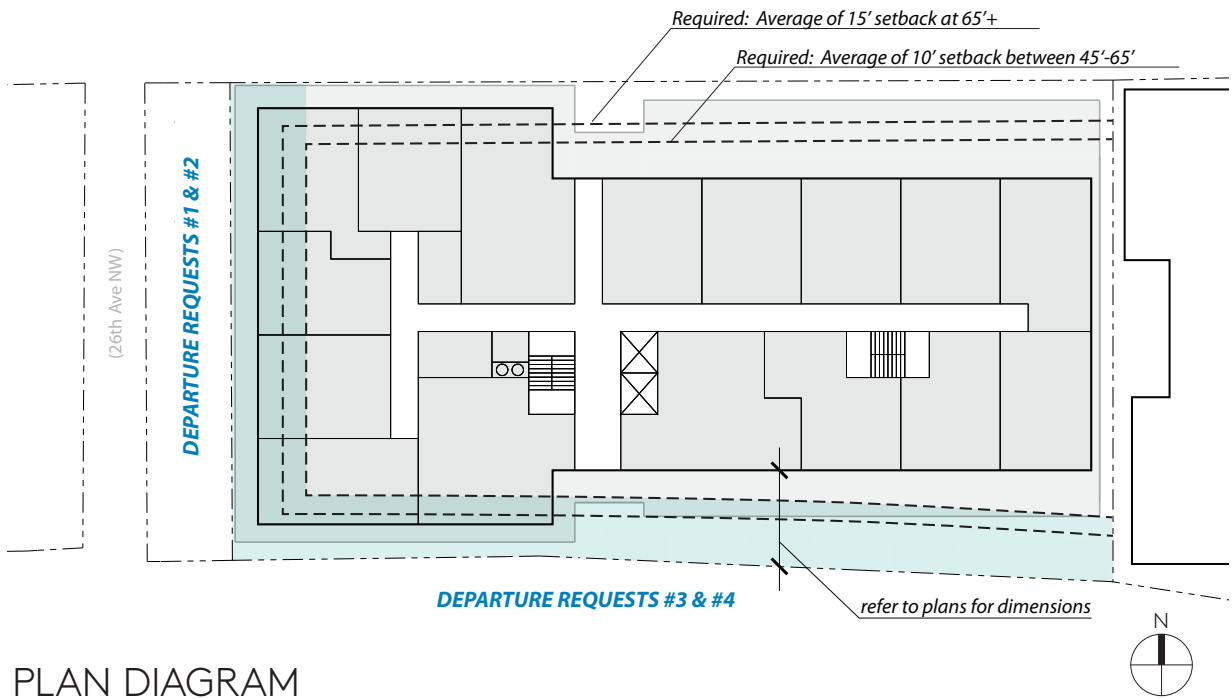 Required: Average of 15' setback at 65'+
Required: Average of 10' setback between 45'-65'
DEPARTURE REQUESTS #1 & #2
(26th Ave NW)
DEPARTURE REQUESTS #3 & #4
refer to plans for dimensions
N
PLAN DIAGRAM